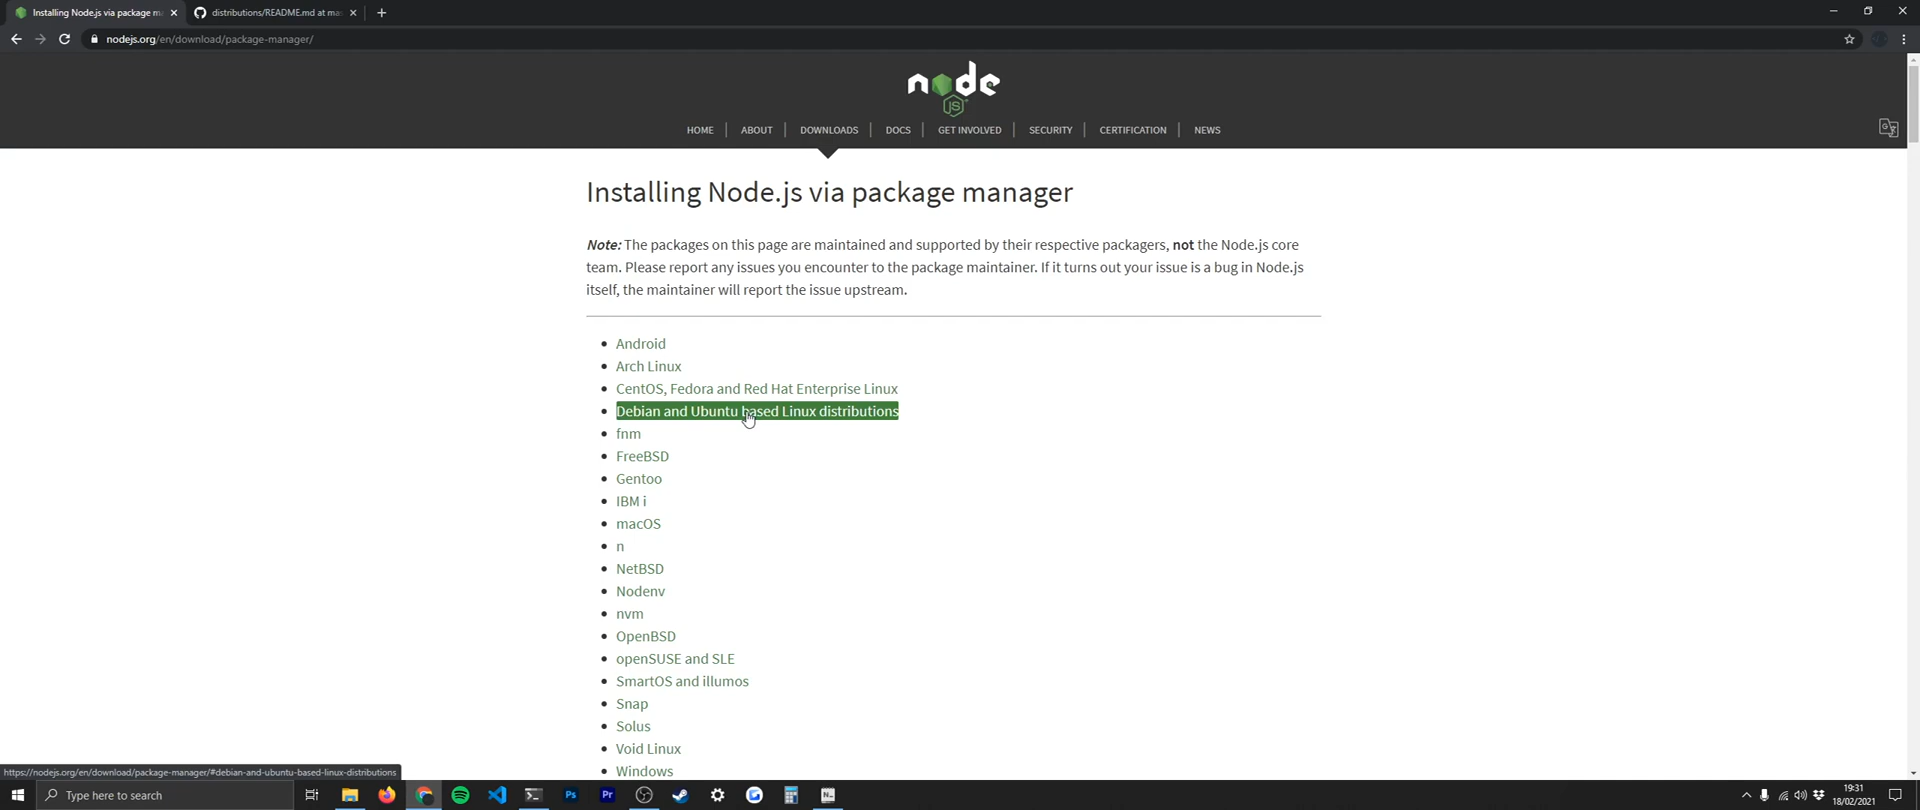 Installing Node.js via package m
distributions/README.md at mas
nodejs.org/en/download/package-manager/
node
JS
HOME
ABOUT
DOWNLOADS
DOCS
GET INVOLVED
SECURITY
CERTIFICATION
NEWS
Installing Node.js via package manager
Note: The packages on this page are maintained and supported by their respective packagers, not the Node.js core
team. Please report any issues you encounter to the package maintainer. If it turns out your issue is a bug in Node.js
itself, the maintainer will report the issue upstream.
Android
Arch Linux
CentOS, Fedora and Red Hat Enterprise Linux
Debian and Ubuntu based Linux distributions
fnm
FreeBSD
Gentoo
IBM i
macOS
n
NetBSD
Nodenv
nvm
OpenBSD
openSUSE and SLE
SmartOS and illumos
Snap
Solus
Void Linux
Windows
https://nodejs.org/en/download/package-manager/#debian-and-ubuntu-based-linux-distributions
Type here to search
Ps
Pr
19:31
18/02/2021